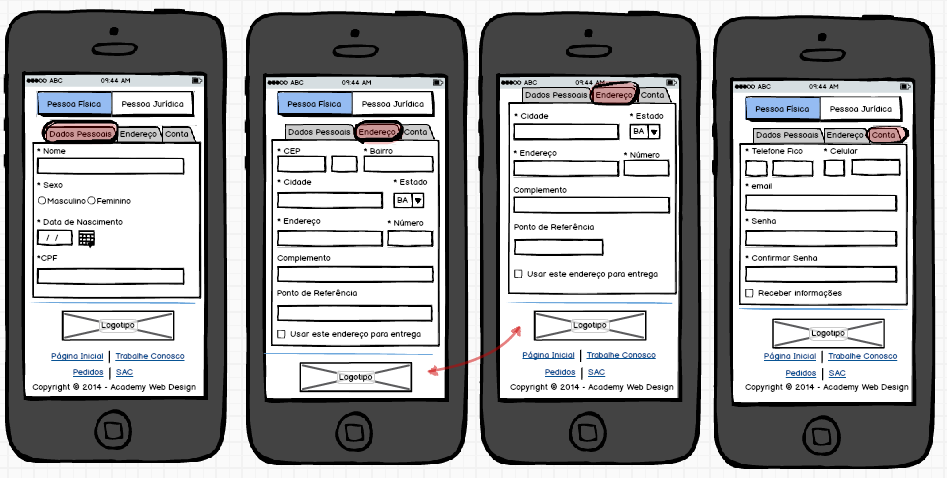 ABC 09:44 AM
Pessoa Física Pessoa Jurídica
Dados Pessoais Endereço Conta
* Nome
* Sexo
Masculino Feminino
* Data de Nascimento
/ /
*CPF
Logotipo
Página Inicial Trabalhe Conosco
Pedidos SAC
Copyright © 2014 - Academy Web Design
ABC 09:44 AM
Pessoa Física Pessoa Jurídica
Dados Pessoais Endereço Conta
* CEP * Bairro
* Cidade * Estado
BA
* Endereço * Número
Complemento
Ponto de Referência
Usar este endereço para entrega
Logotipo
ABC 09:44 AM
Dados Pessoais Endereço Conta
* Cidade * Estado
BA
* Endereço * Número
Complemento
Ponto de Referência
Usar este endereço para entrega
Logotipo
Página Inicial Trabalhe Conosco
Pedidos SAC
Copyright © 2014 - Academy Web Design
ABC 09:44 AM
Pessoa Física Pessoa Jurídica
Dados Pessoais Endereço Conta
* Telefone Fico * Celular
* email
* Senha
* Confirmar Senha
Receber informações
Logotipo
Página Inicial Trabalhe Conosco
Pedidos SAC
Copyright © 2014 - Academy Web Design